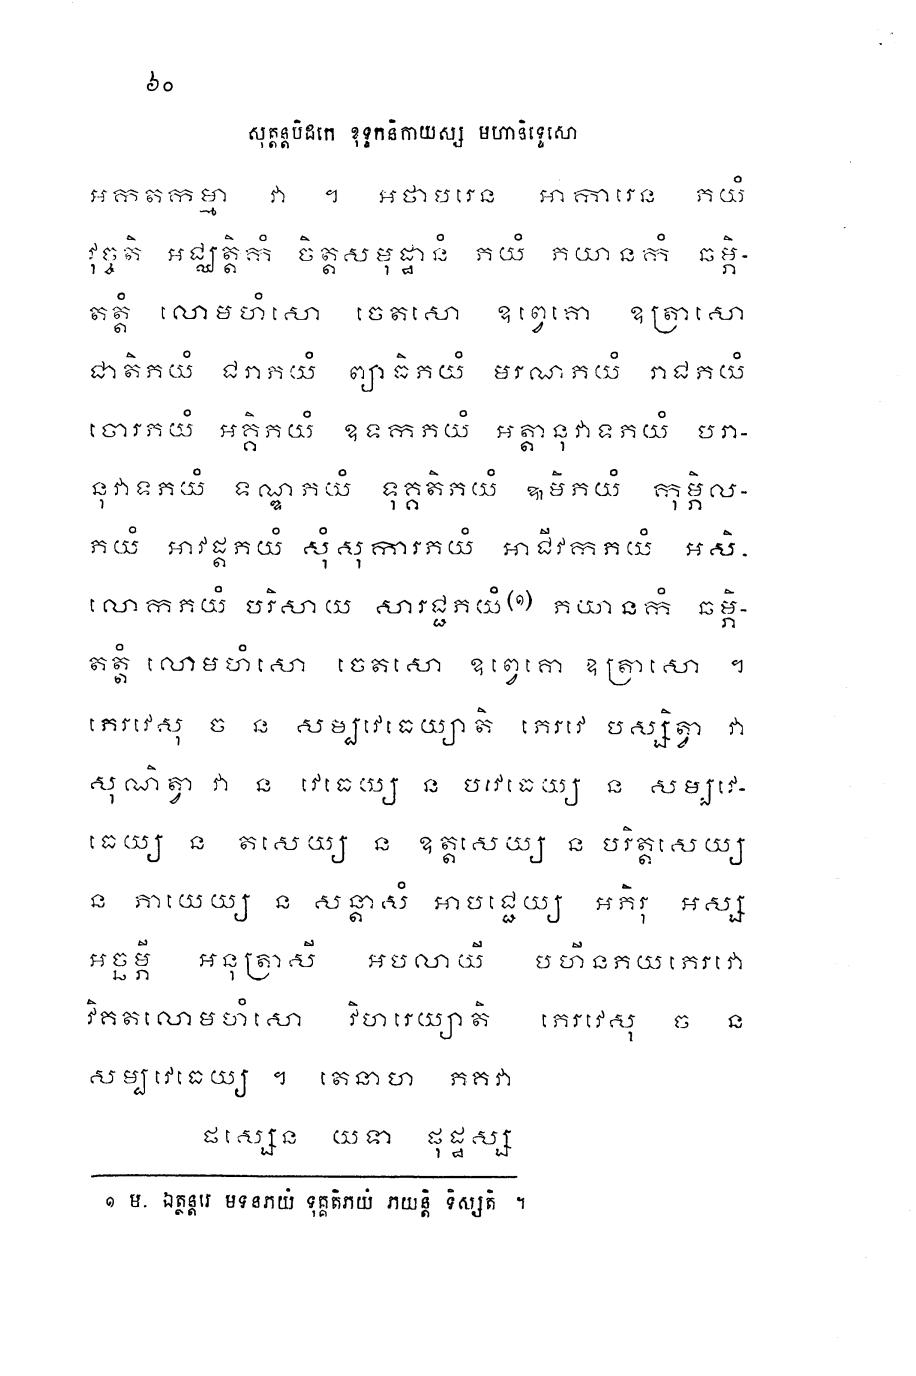 ៦០
សុត្តន្តបិដកេ ខុទ្ទកនិកាយស្ស មហានិទ្ទេសោ
អកតកម្មា វា ។ អថាបរេន អាការេន ភយំ
វុច្ចតិ អជ្ឈត្តិកំ ចិត្តសមុដ្ឋានំ ភយំ ភយានកំ ឆម្ភិ-
តត្តំ លោមហំសោ ចេតសោ ឧព្វេគោ ឧត្រាសោ
ជាតិភយំ ជរាភយំ ព្យាធិភយំ មរណភយំ រាជភយំ
ចោរភយំ អគ្គិភយំ ឧទកភយំ អត្តានុវាទភយំ បរា-
នុវាទភយំ ទណ្ឌភយំ ទុគ្គតិភយំ ឩមិភយំ កុម្ភិល-
ភយំ អាវដ្តភយំ សុំសុការភយំ អាជីវកភយំ អសិ-
លោកភយំ បរិសាយ សារជ្ជភយំ(១) ភយានកំ ឆម្ភិ-
តត្តំ លោមហំសោ ចេតសោ ឧព្វេគោ ឧត្រាសោ ។
ភេរវេសុ ច ន សម្បវេធេយ្យាតិ ភេរវេ បស្សិត្វា វា
សុណិត្វា វា ន វេធេយ្យ ន បវេធេយ្យ ន សម្បវេ-
ធេយ្យ ន តសេយ្យ ន ឧត្តសេយ្យ ន បរិត្តសេយ្យ
ន ភាយេយ្យ ន សន្តាសំ អាបជ្ជេយ្យ អភិរុ អស្ស
អច្ឆម្ភី អនុត្រាសី អបលាយី បហីនភយភេរវោ
វិគតលោមហំសោ វិហរេយ្យាតិ ភេរវេសុ ច ន
សម្បវេធេយ្យ ។ តេនាហ ភគវា
ដស្សេន យទា ផុដ្ឋស្ស
១ ម. ឯត្ថន្តរេ មទនភយំ ទុគ្គតិភយំ ភយន្តិ ទិស្សតិ ។